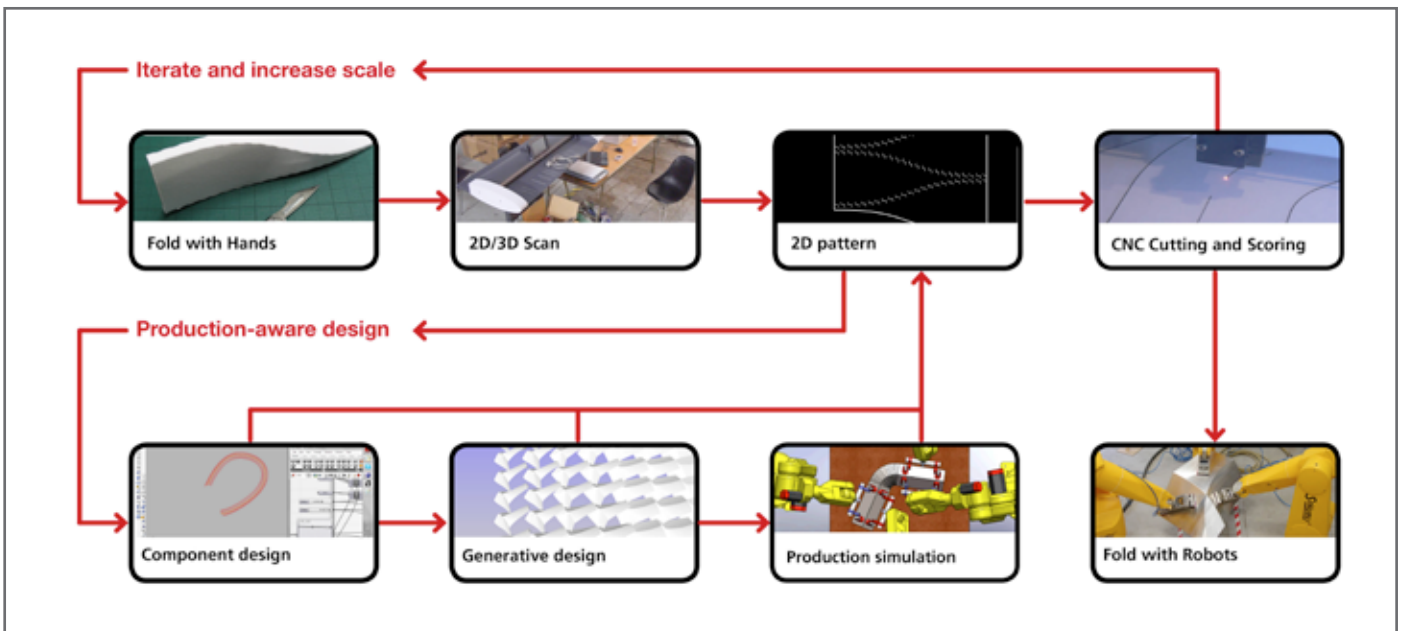 Iterate and increase scale
Fold with Hands
2D/3D Scan
2D pattern
CNC Cutting and Scoring
Production-aware design
Component design
Generative design
Production simulation
Fold with Robots